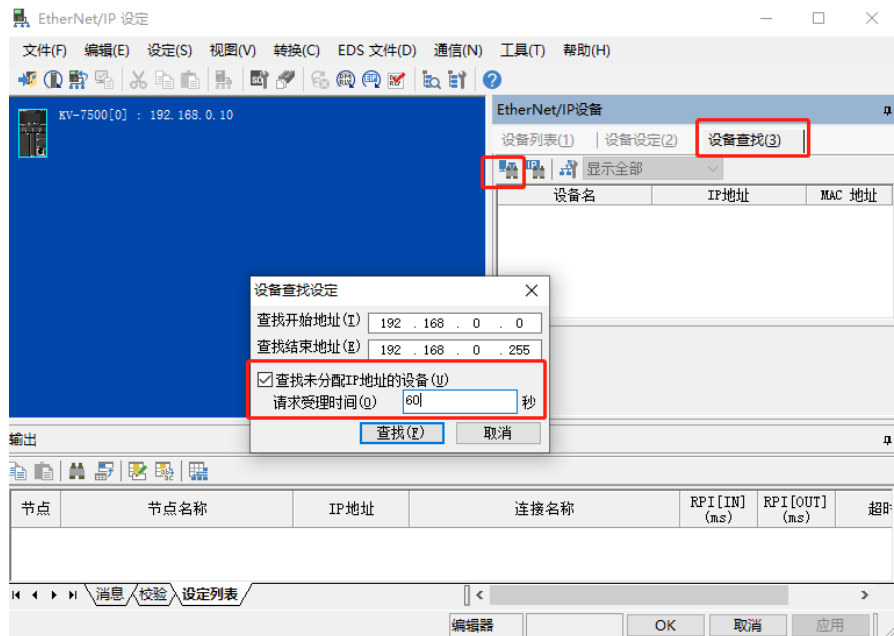 EtherNet/IP 设定
文件(F) 编辑(E) 设定(S) 视图(V) 转换(C) EDS 文件(D) 通信(N) 工具(T) 帮助(H)
KV-7500[0] : 192.168.0.10
EtherNet/IP设备
设备列表(1) 设备设定(2) 设备查找(3)
显示全部
设备名 IP地址 MAC 地址
设备查找设定
查找开始地址(I) 192 . 168 . 0 . 0
查找结束地址(E) 192 . 168 . 0 . 255
查找未分配IP地址的设备(U)
请求受理时间(O) 60 秒
查找(F) 取消
输出
节点 节点名称 IP地址 连接名称 RPI[IN] (ms) RPI[OUT] (ms)
消息 校验 设定列表
编辑器 OK 取消 应用